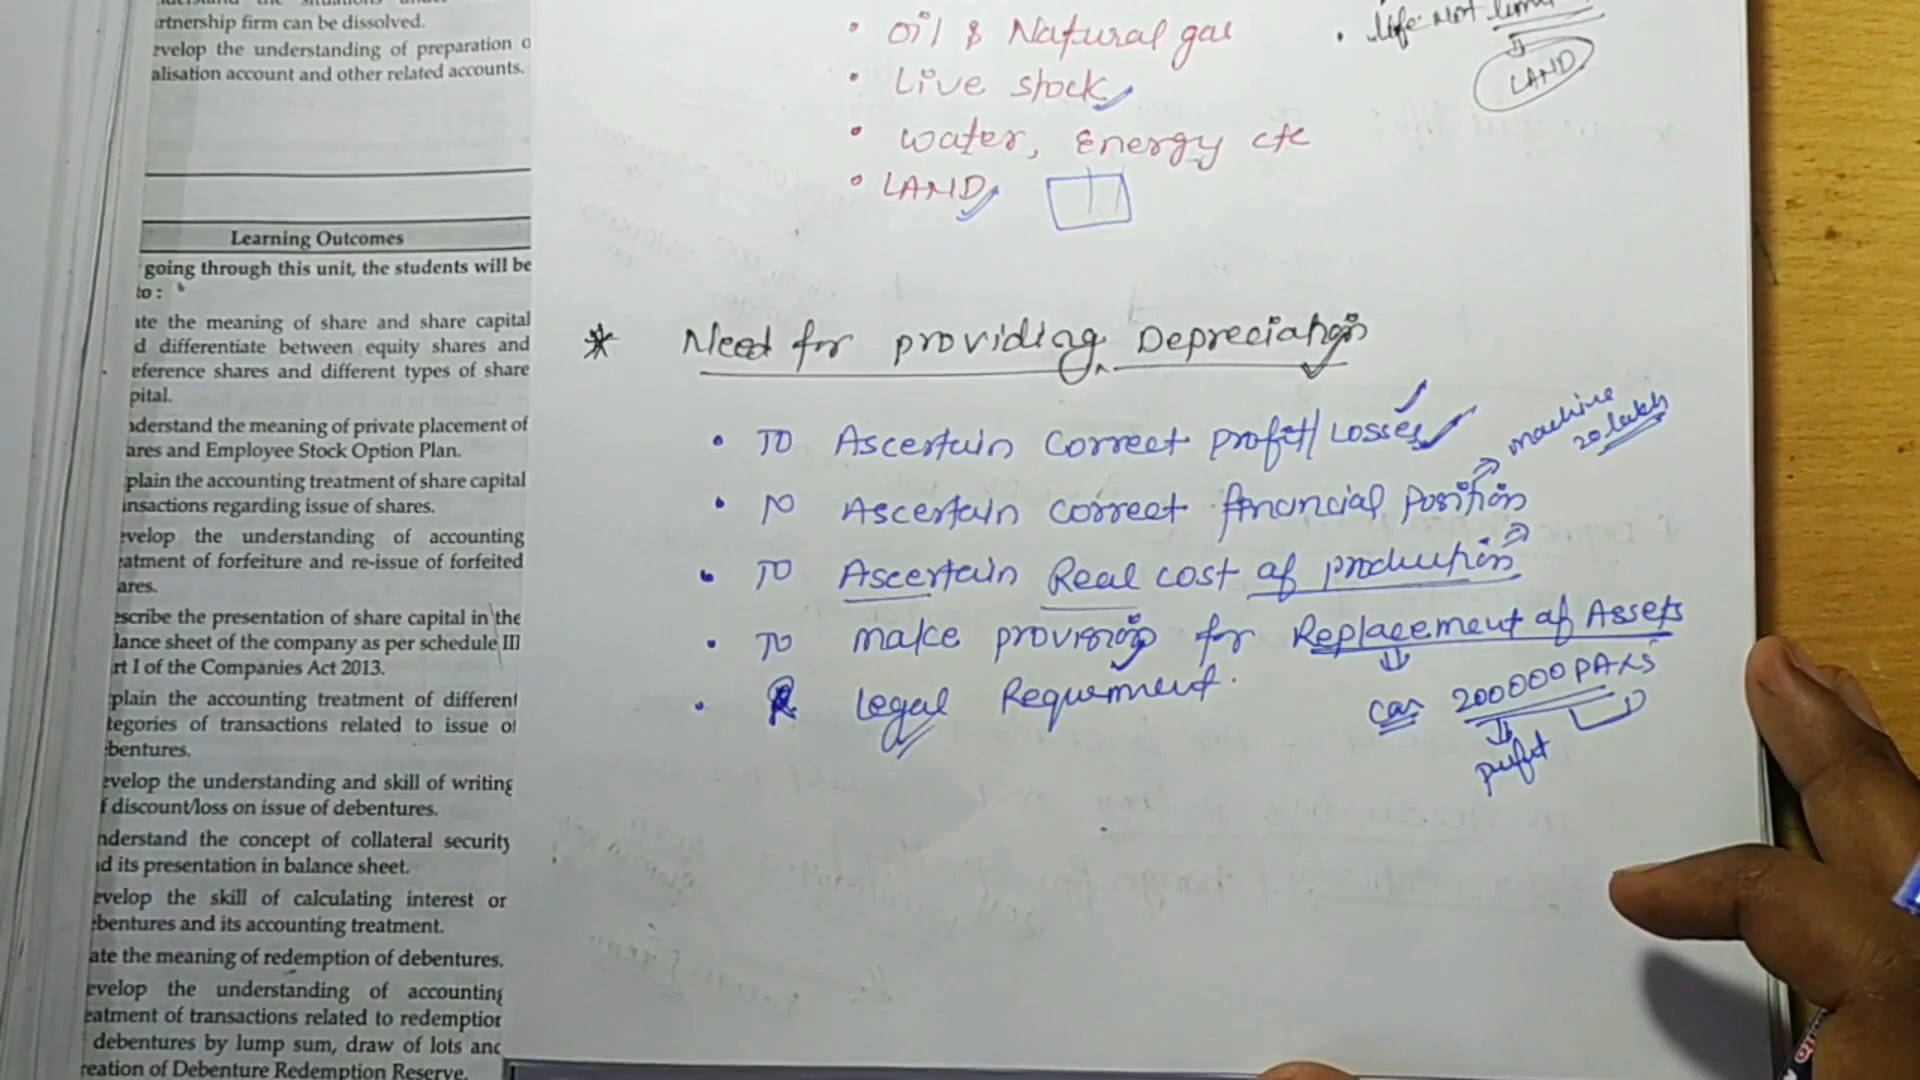 rtnership firm can be dissolved.
evelop the understanding of preparation o
alisation account and other related accounts.
Learning Outcomes
going through this unit, the students will be
to :
ate the meaning of share and share capital
d differentiate between equity shares and
eference shares and different types of share
pital.
nderstand the meaning of private placement of
ares and Employee Stock Option Plan.
plain the accounting treatment of share capital
ansactions regarding issue of shares.
evelop the understanding of accounting
eatment of forfeiture and re-issue of forfeited
ares.
escribe the presentation of share capital in the
lance sheet of the company as per schedule III
rt I of the Companies Act 2013.
plain the accounting treatment of different
tegories of transactions related to issue of
ebentures.
evelop the understanding and skill of writing
f discount/loss on issue of debentures.
nderstand the concept of collateral security
d its presentation in balance sheet.
evelop the skill of calculating interest or
ebentures and its accounting treatment.
ate the meaning of redemption of debentures.
evelop the understanding of accounting
eatment of transactions related to redemption
debentures by lump sum, draw of lots and
reation of Debenture Redemption Reserve.
• Oil & Natural gas
• Live stock
• Water, Energy etc
• LAND
• life not
LAND
* Need for providing Depreciation
• TO Ascertain Correct profit/Losses
machine
20 lakh
• To Ascertain correct financial position
• TO Ascertain Real cost of production
• TO make provision for Replacement of Assets
car 200000
profit
• Legal Requirement.